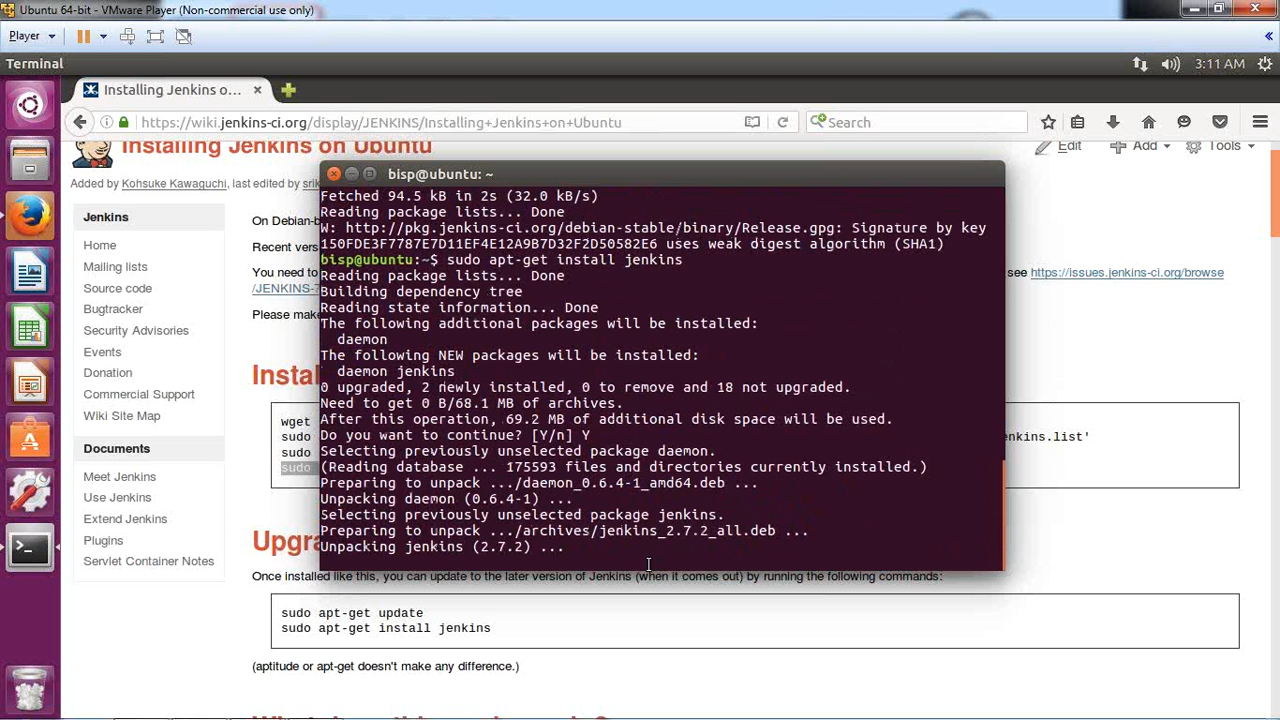 Ubuntu 64-bit - VMware Player (Non-commercial use only)
Player
Terminal
3:11 AM
Installing Jenkins o...
https://wiki.jenkins-ci.org/display/JENKINS/Installing+Jenkins+on+Ubuntu
Search
Installing Jenkins on Ubuntu
Edit
Add
Tools
Added by Kohsuke Kawaguchi, last edited by
Jenkins
Home
Mailing lists
Source code
Bugtracker
Security Advisories
Events
Donation
Commercial Support
Wiki Site Map
Documents
Meet Jenkins
Use Jenkins
Extend Jenkins
Plugins
Servlet Container Notes
On Debian-b
Recent vers
You need to
see https://issues.jenkins-ci.org/browse
/JENKINS-
Please make
Insta
wget
sudo
enkins.list'
sudo
sudo
bisp@ubuntu: ~
Fetched 94.5 kB in 2s (32.0 kB/s)
Reading package lists... Done
W: http://pkg.jenkins-ci.org/debian-stable/binary/Release.gpg: Signature by key
150FDE3F7787E7D11EF4E12A9B7D32F2D50582E6 uses weak digest algorithm (SHA1)
bisp@ubuntu:~$ sudo apt-get install jenkins
Reading package lists... Done
Building dependency tree
Reading state information... Done
The following additional packages will be installed:
daemon
The following NEW packages will be installed:
daemon jenkins
0 upgraded, 2 newly installed, 0 to remove and 18 not upgraded.
Need to get 0 B/68.1 MB of archives.
After this operation, 69.2 MB of additional disk space will be used.
Do you want to continue? [Y/n] Y
Selecting previously unselected package daemon.
(Reading database ... 175593 files and directories currently installed.)
Preparing to unpack .../daemon_0.6.4-1_amd64.deb ...
Unpacking daemon (0.6.4-1) ...
Selecting previously unselected package jenkins.
Preparing to unpack .../archives/jenkins_2.7.2_all.deb ...
Unpacking jenkins (2.7.2) ...
Upgra
Once installed like this, you can update to the later version of Jenkins (when it comes out) by running the following commands:
sudo apt-get update
sudo apt-get install jenkins
(aptitude or apt-get doesn't make any difference.)